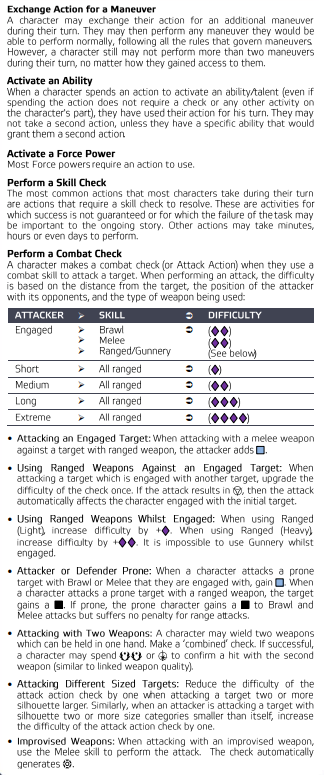 Exchange Action for a Maneuver
A character may exchange their action for an additional maneuver
during their turn. They may then perform any maneuver they would be
able to perform normally, following all the rules that govern maneuvers.
However, a character still may not perform more than two maneuvers
during their turn, no matter how they gained access to them.
Activate an Ability
When a character spends an action to activate an ability/talent (even if
spending the action does not require a check or any other activity on
the character's part), they have used their action for his turn. They may
not take a second action, unless they have a specific ability that would
grant them a second action.
Activate a Force Power
Most Force powers require an action to use.
Perform a Skill Check
The most common actions that most characters take during their turn
are actions that require a skill check to resolve. These are activities for
which success is not guaranteed or for which the failure of the task may
be important to the ongoing story. Other actions may take minutes,
hours or even days to perform.
Perform a Combat Check
A character makes a combat check (or Attack Action) when they use a
combat skill to attack a target. When performing an attack, the difficulty
is based on the distance from the target, the position of the attacker
with its opponents, and the type of weapon being used:
ATTACKER ➢ SKILL ➲ DIFFICULTY
Engaged ➢ Brawl ➲ (◆◆)
➢ Melee (◆◆)
➢ Ranged/Gunnery (See below)
Short ➢ All ranged ➲ (◆)
Medium ➢ All ranged ➲ (◆◆)
Long ➢ All ranged ➲ (◆◆◆)
Extreme ➢ All ranged ➲ (◆◆◆◆)
• Attacking an Engaged Target: When attacking with a melee weapon
against a target with ranged weapon, the attacker adds ■.
• Using Ranged Weapons Against an Engaged Target: When
attacking a target which is engaged with another target, upgrade the
difficulty of the check once. If the attack results in, then the attack
automatically affects the character engaged with the initial target.
• Using Ranged Weapons Whilst Engaged: When using Ranged
(Light), increase difficulty by +◆. When using Ranged (Heavy),
increase difficulty by +◆◆. It is impossible to use Gunnery whilst
engaged.
• Attacker or Defender Prone: When a character attacks a prone
target with Brawl or Melee that they are engaged with, gain ■. When
a character attacks a prone target with a ranged weapon, the target
gains a ■. If prone, the prone character gains a ■ to Brawl and
Melee attacks but suffers no penalty for range attacks.
• Attacking with Two Weapons: A character may wield two weapons
which can be held in one hand. Make a 'combined' check. If successful,
a character may spend or to confirm a hit with the second
weapon (similar to linked weapon quality).
• Attacking Different Sized Targets: Reduce the difficulty of the
attack action check by one when attacking a target two or more
silhouette larger. Similarly, when an attacker is attacking a target with
silhouette two or more size categories smaller than itself, increase
the difficulty of the attack action check by one.
• Improvised Weapons: When attacking with an improvised weapon,
use the Melee skill to perform the attack. The check automatically
generates.